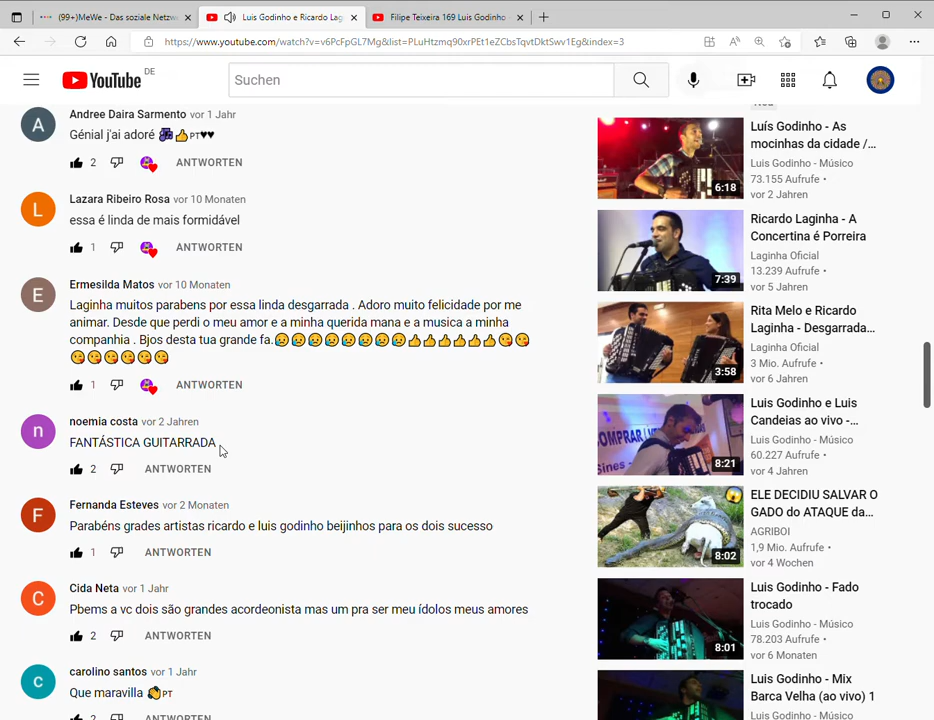 (99+)MeWe - Das soziale Netzw
Luis Godinho e Ricardo Lag
Filipe Teixeira 169 Luis Godinho
https://www.youtube.com/watch?v=v6PcFpGL7Mg&list=PLuHtzmq90xrPEt1eZCbsTqvtDktSwv1Eg&index=3
YouTube DE
Suchen
Andree Daira Sarmento vor 1 Jahr
Génial j'ai adoré 🎆👍PT♥♥
2 ANTWORTEN
Lazara Ribeiro Rosa vor 10 Monaten
essa é linda de mais formidável
1 ANTWORTEN
Ermesilda Matos vor 10 Monaten
Laginha muitos parabens por essa linda desgarrada . Adoro muito felicidade por me
animar. Desde que perdi o meu amor e a minha querida mana e a musica a minha
companhia . Bjos desta tua grande fa.😥😥😥😥😥😥😥😥👍👍👍👍👍👍😘😘
😘😘😘😘😘😘
1 ANTWORTEN
noemia costa vor 2 Jahren
FANTÁSTICA GUITARRADA
2 ANTWORTEN
Fernanda Esteves vor 2 Monaten
Parabéns grades artistas ricardo e luis godinho beijinhos para os dois sucesso
1 ANTWORTEN
Cida Neta vor 1 Jahr
Pbems a vc dois são grandes acordeonista mas um pra ser meu ídolos meus amores
2 ANTWORTEN
carolino santos vor 1 Jahr
Que maravilla 👏PT
2 ANTWORTEN
Neu
6:18
Luís Godinho - As
mocinhas da cidade /...
Luis Godinho - Músico
73.155 Aufrufe •
vor 2 Jahren
7:39
Ricardo Laginha - A
Concertina é Porreira
Laginha Oficial
13.239 Aufrufe •
vor 5 Jahren
3:58
Rita Melo e Ricardo
Laginha - Desgarrada...
Laginha Oficial
3 Mio. Aufrufe •
vor 6 Jahren
COMPRAR / VE
Sines -
8:21
Luis Godinho e Luis
Candeias ao vivo -...
Luis Godinho - Músico
60.227 Aufrufe •
vor 4 Jahren
8:02
ELE DECIDIU SALVAR O
GADO do ATAQUE da...
AGRIBOI
1,9 Mio. Aufrufe •
vor 4 Wochen
8:01
Luis Godinho - Fado
trocado
Luis Godinho - Músico
78.203 Aufrufe •
vor 6 Monaten
Luis Godinho - Mix
Barca Velha (ao vivo) 1
Luis Godinho - Músico